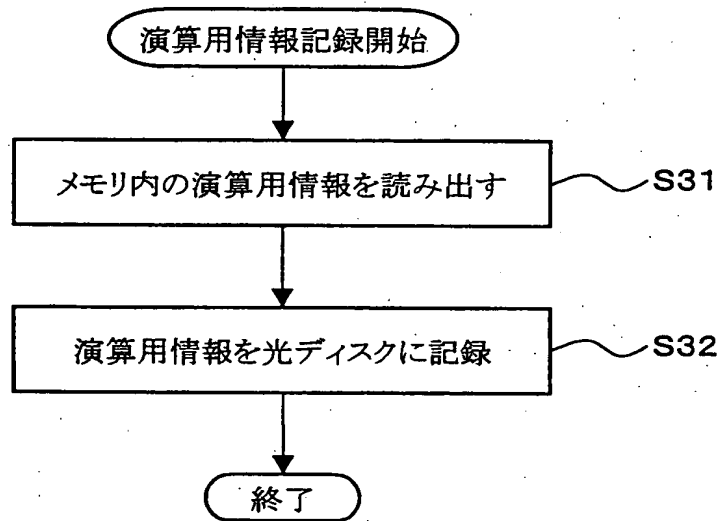 演算用情報記録開始
メモリ内の演算用情報を読み出す
S31
演算用情報を光ディスクに記録
S32
終了